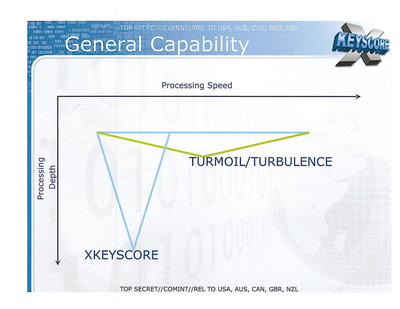 TOP SECRET//COMINT//REL TO USA, AUS, CAN, GBR, NZL
General Capability
KEYSCORE
Processing Speed
Processing
Depth
TURMOIL/TURBULENCE
XKEYSCORE
TOP SECRET//COMINT//REL TO USA, AUS, CAN, GBR, NZL